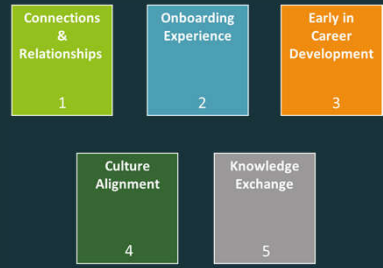 Connections
&
Relationships
1
Onboarding
Experience
2
Early in
Career
Development
3
Culture
Alignment
4
Knowledge
Exchange
5